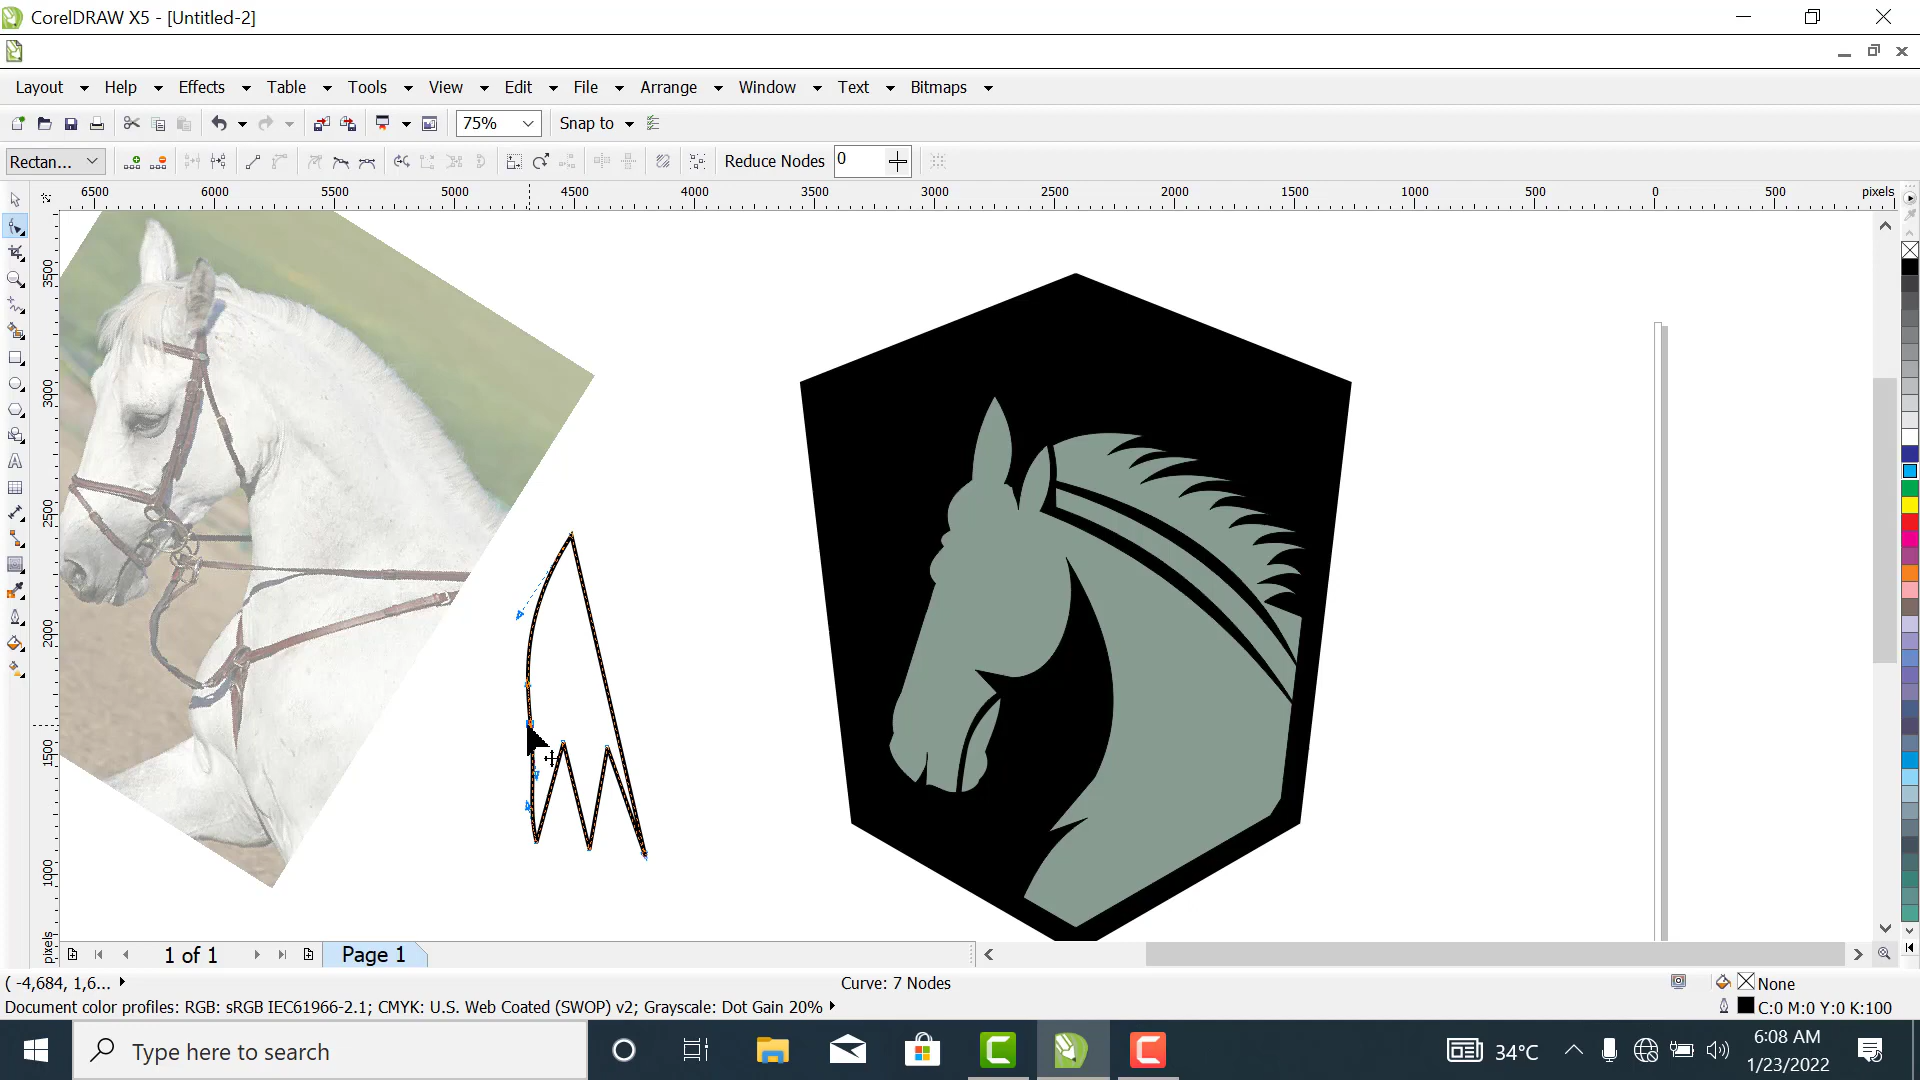 CorelDRAW X5 - [Untitled-2]
Layout Help Effects Table Tools View Edit File Arrange Window Text Bitmaps
75% Snap to
Rectan... Reduce Nodes 0
6500 6000 5500 5000 4500 4000 3500 3000 2500 2000 1500 1000 500 0 500 pixels
3500
3000
2500
2000
1500
1000
pixels
1 of 1 Page 1
( -4,684, 1,6... Curve: 7 Nodes None
Document color profiles: RGB: sRGB IEC61966-2.1; CMYK: U.S. Web Coated (SWOP) v2; Grayscale: Dot Gain 20% C:0 M:0 Y:0 K:100
Type here to search 34°C 6:08 AM
1/23/2022